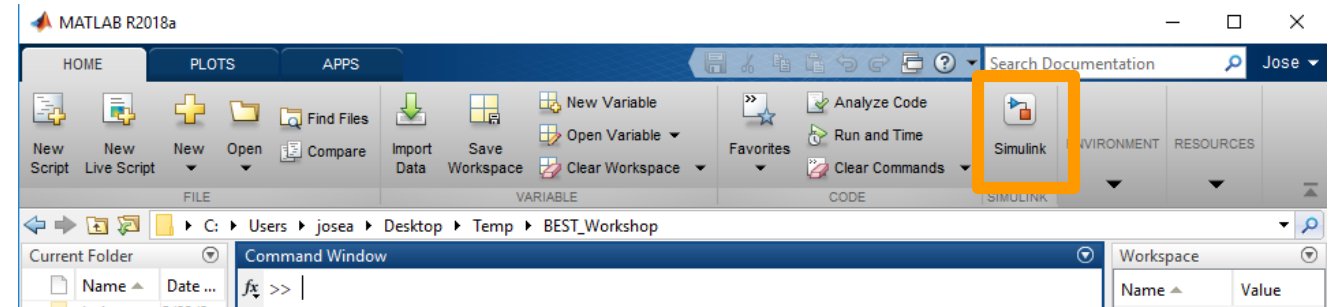 MATLAB R2018a
HOME PLOTS APPS Search Documentation Jose
New Script
New Live Script
New
Open
Find Files
Compare
Import Data
Save Workspace
New Variable
Open Variable
Clear Workspace
Favorites
Analyze Code
Run and Time
Clear Commands
Simulink
RESOURCES
FILE VARIABLE CODE SIMULINK
C: Users josea Desktop Temp BEST_Workshop
Current Folder Command Window Workspace
Name Date ... fx >> Name Value